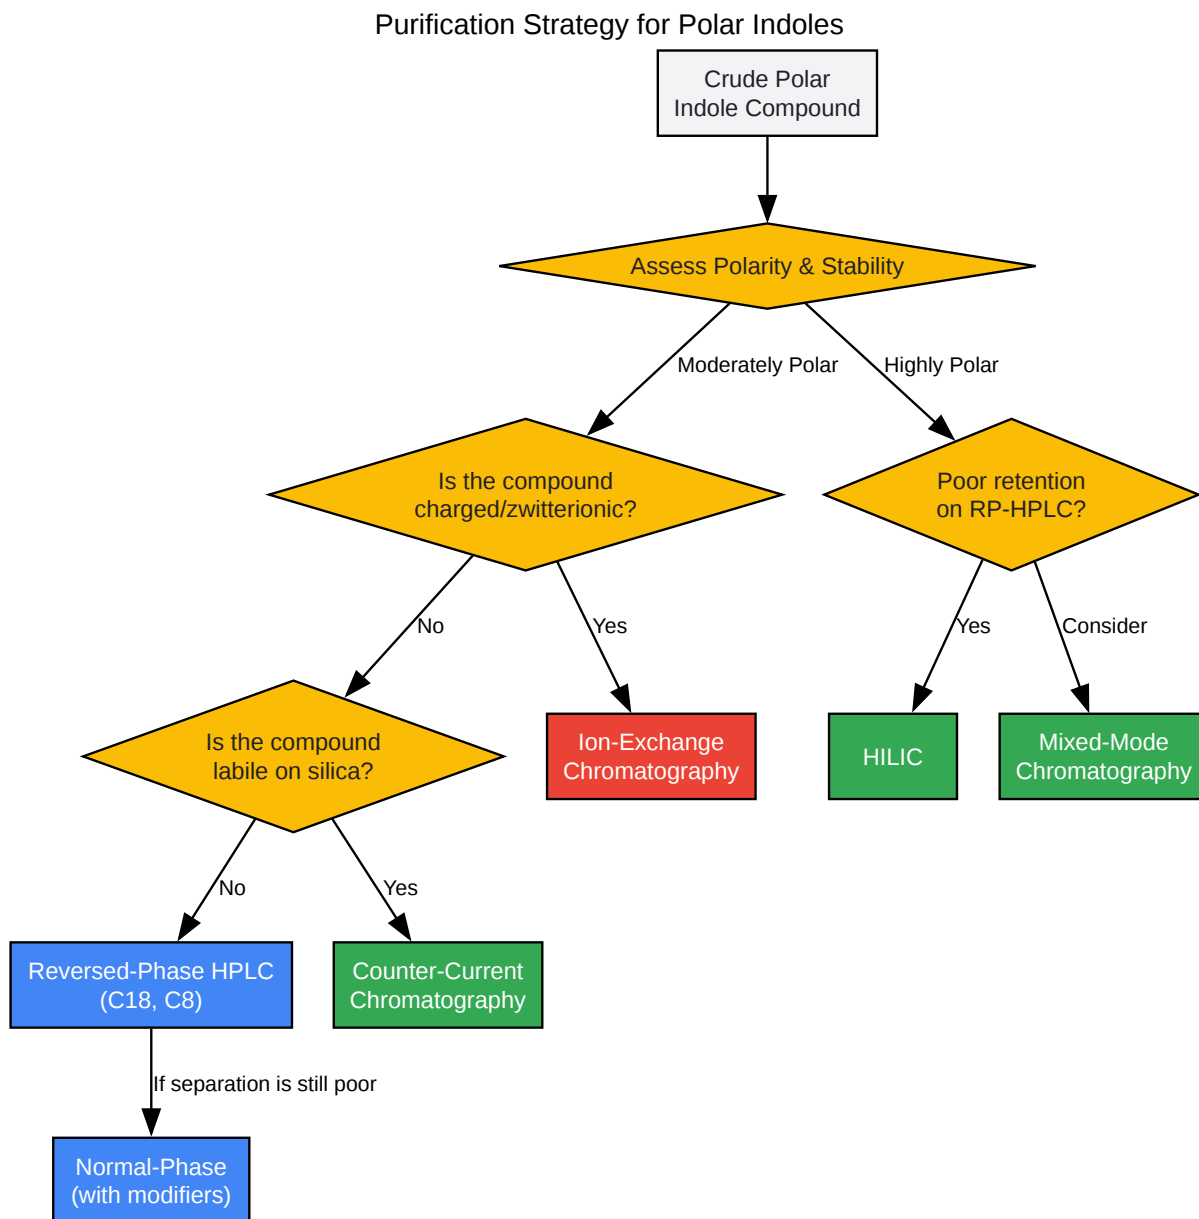 Purification Strategy for Polar Indoles
Crude Polar
Indole Compound
Assess Polarity & Stability
Moderately Polar
Highly Polar
Is the compound
charged/zwitterionic?
Poor retention
on RP-HPLC?
No
Yes
Yes
Consider
Is the compound
labile on silica?
Ion-Exchange
Chromatography
HILIC
Mixed-Mode
Chromatography
No
Yes
Reversed-Phase HPLC
(C18, C8)
Counter-Current
Chromatography
If separation is still poor
Normal-Phase
(with modifiers)